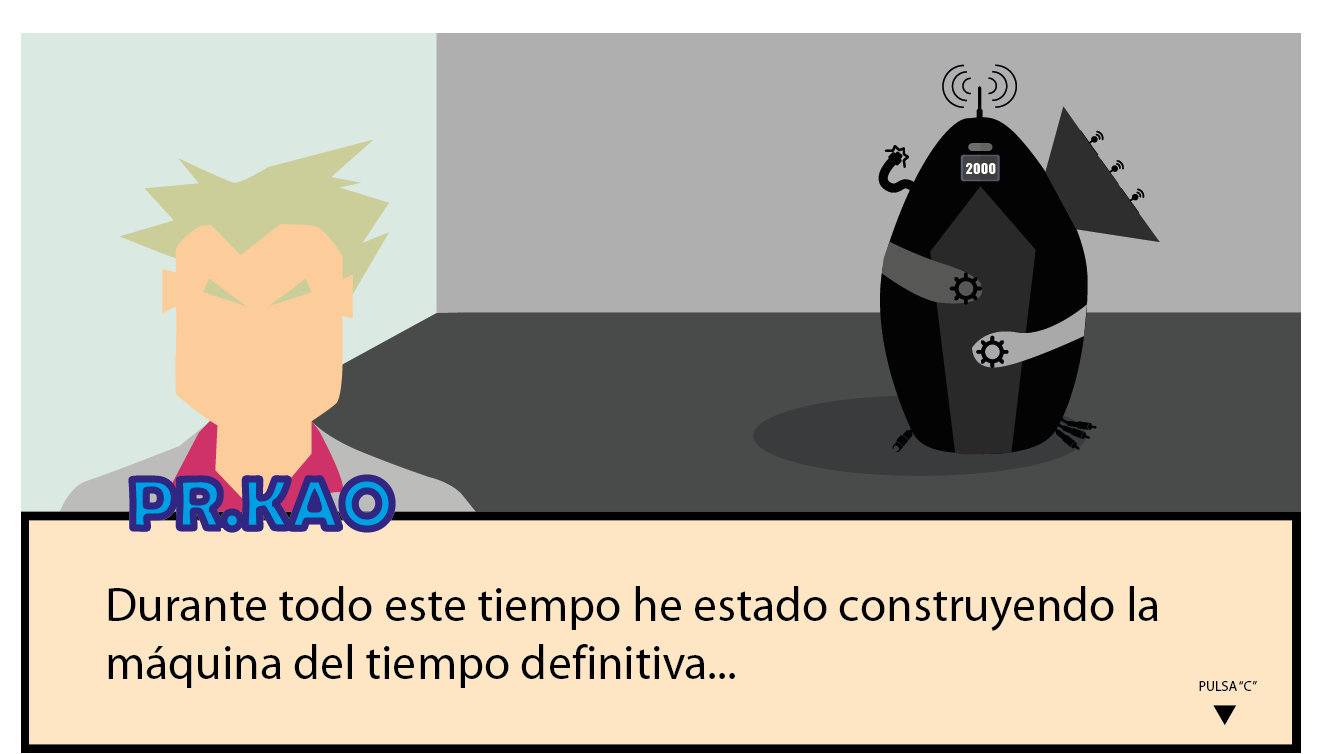 2000
PR.KAO
Durante todo este tiempo he estado construyendo la
máquina del tiempo definitiva...
PULSA “C”